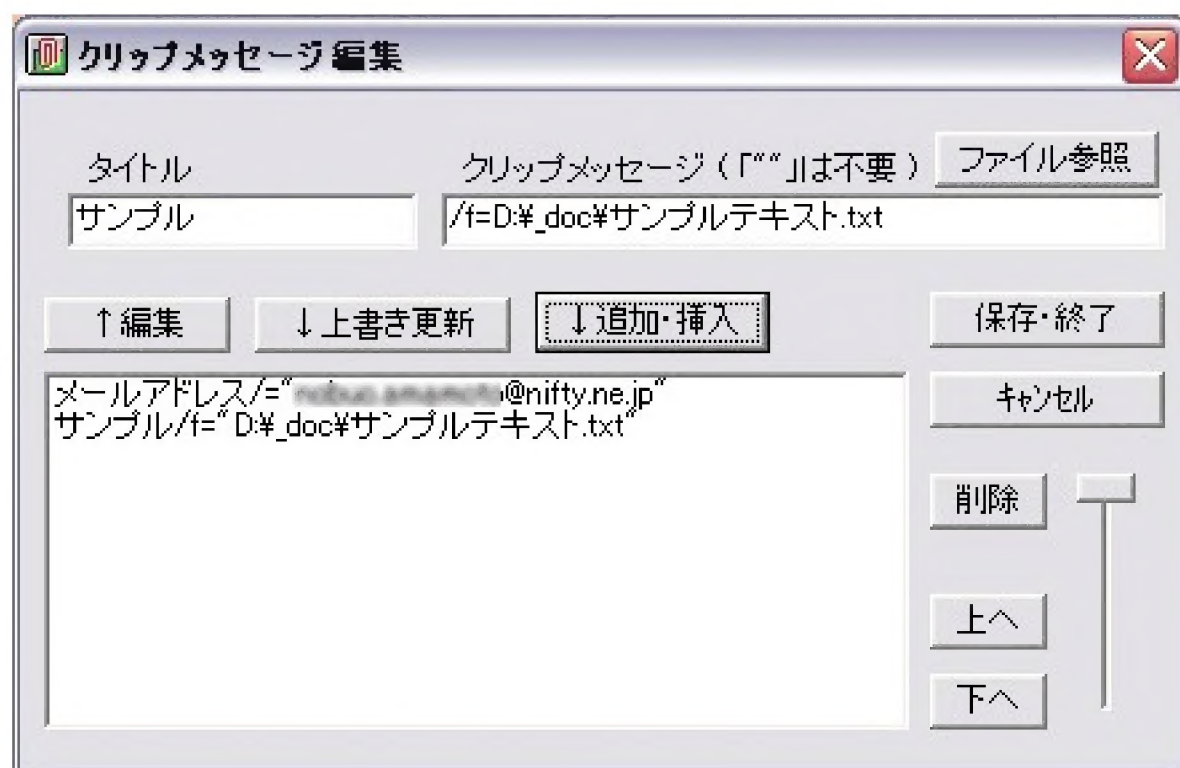 クリップメッセージ編集
タイトル
クリップメッセージ（「""」は不要） ファイル参照
サンプル
/f=D:¥_doc¥サンプルテキスト.txt
↑編集 ↓上書き更新 ↓追加・挿入 保存・終了
メールアドレス/="@nifty.ne.jp"
サンプル/f="D:¥_doc¥サンプルテキスト.txt"
キャンセル
削除
上へ
下へ